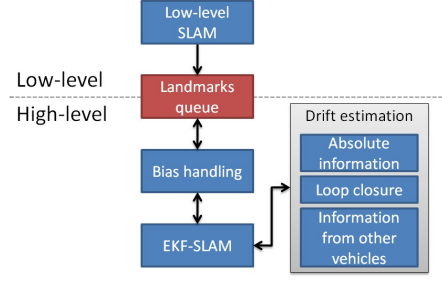 Low-level
SLAM
Low-level
Landmarks
queue
High-level
Drift estimation
Absolute
information
Bias handling
Loop closure
Information
from other
vehicles
EKF-SLAM